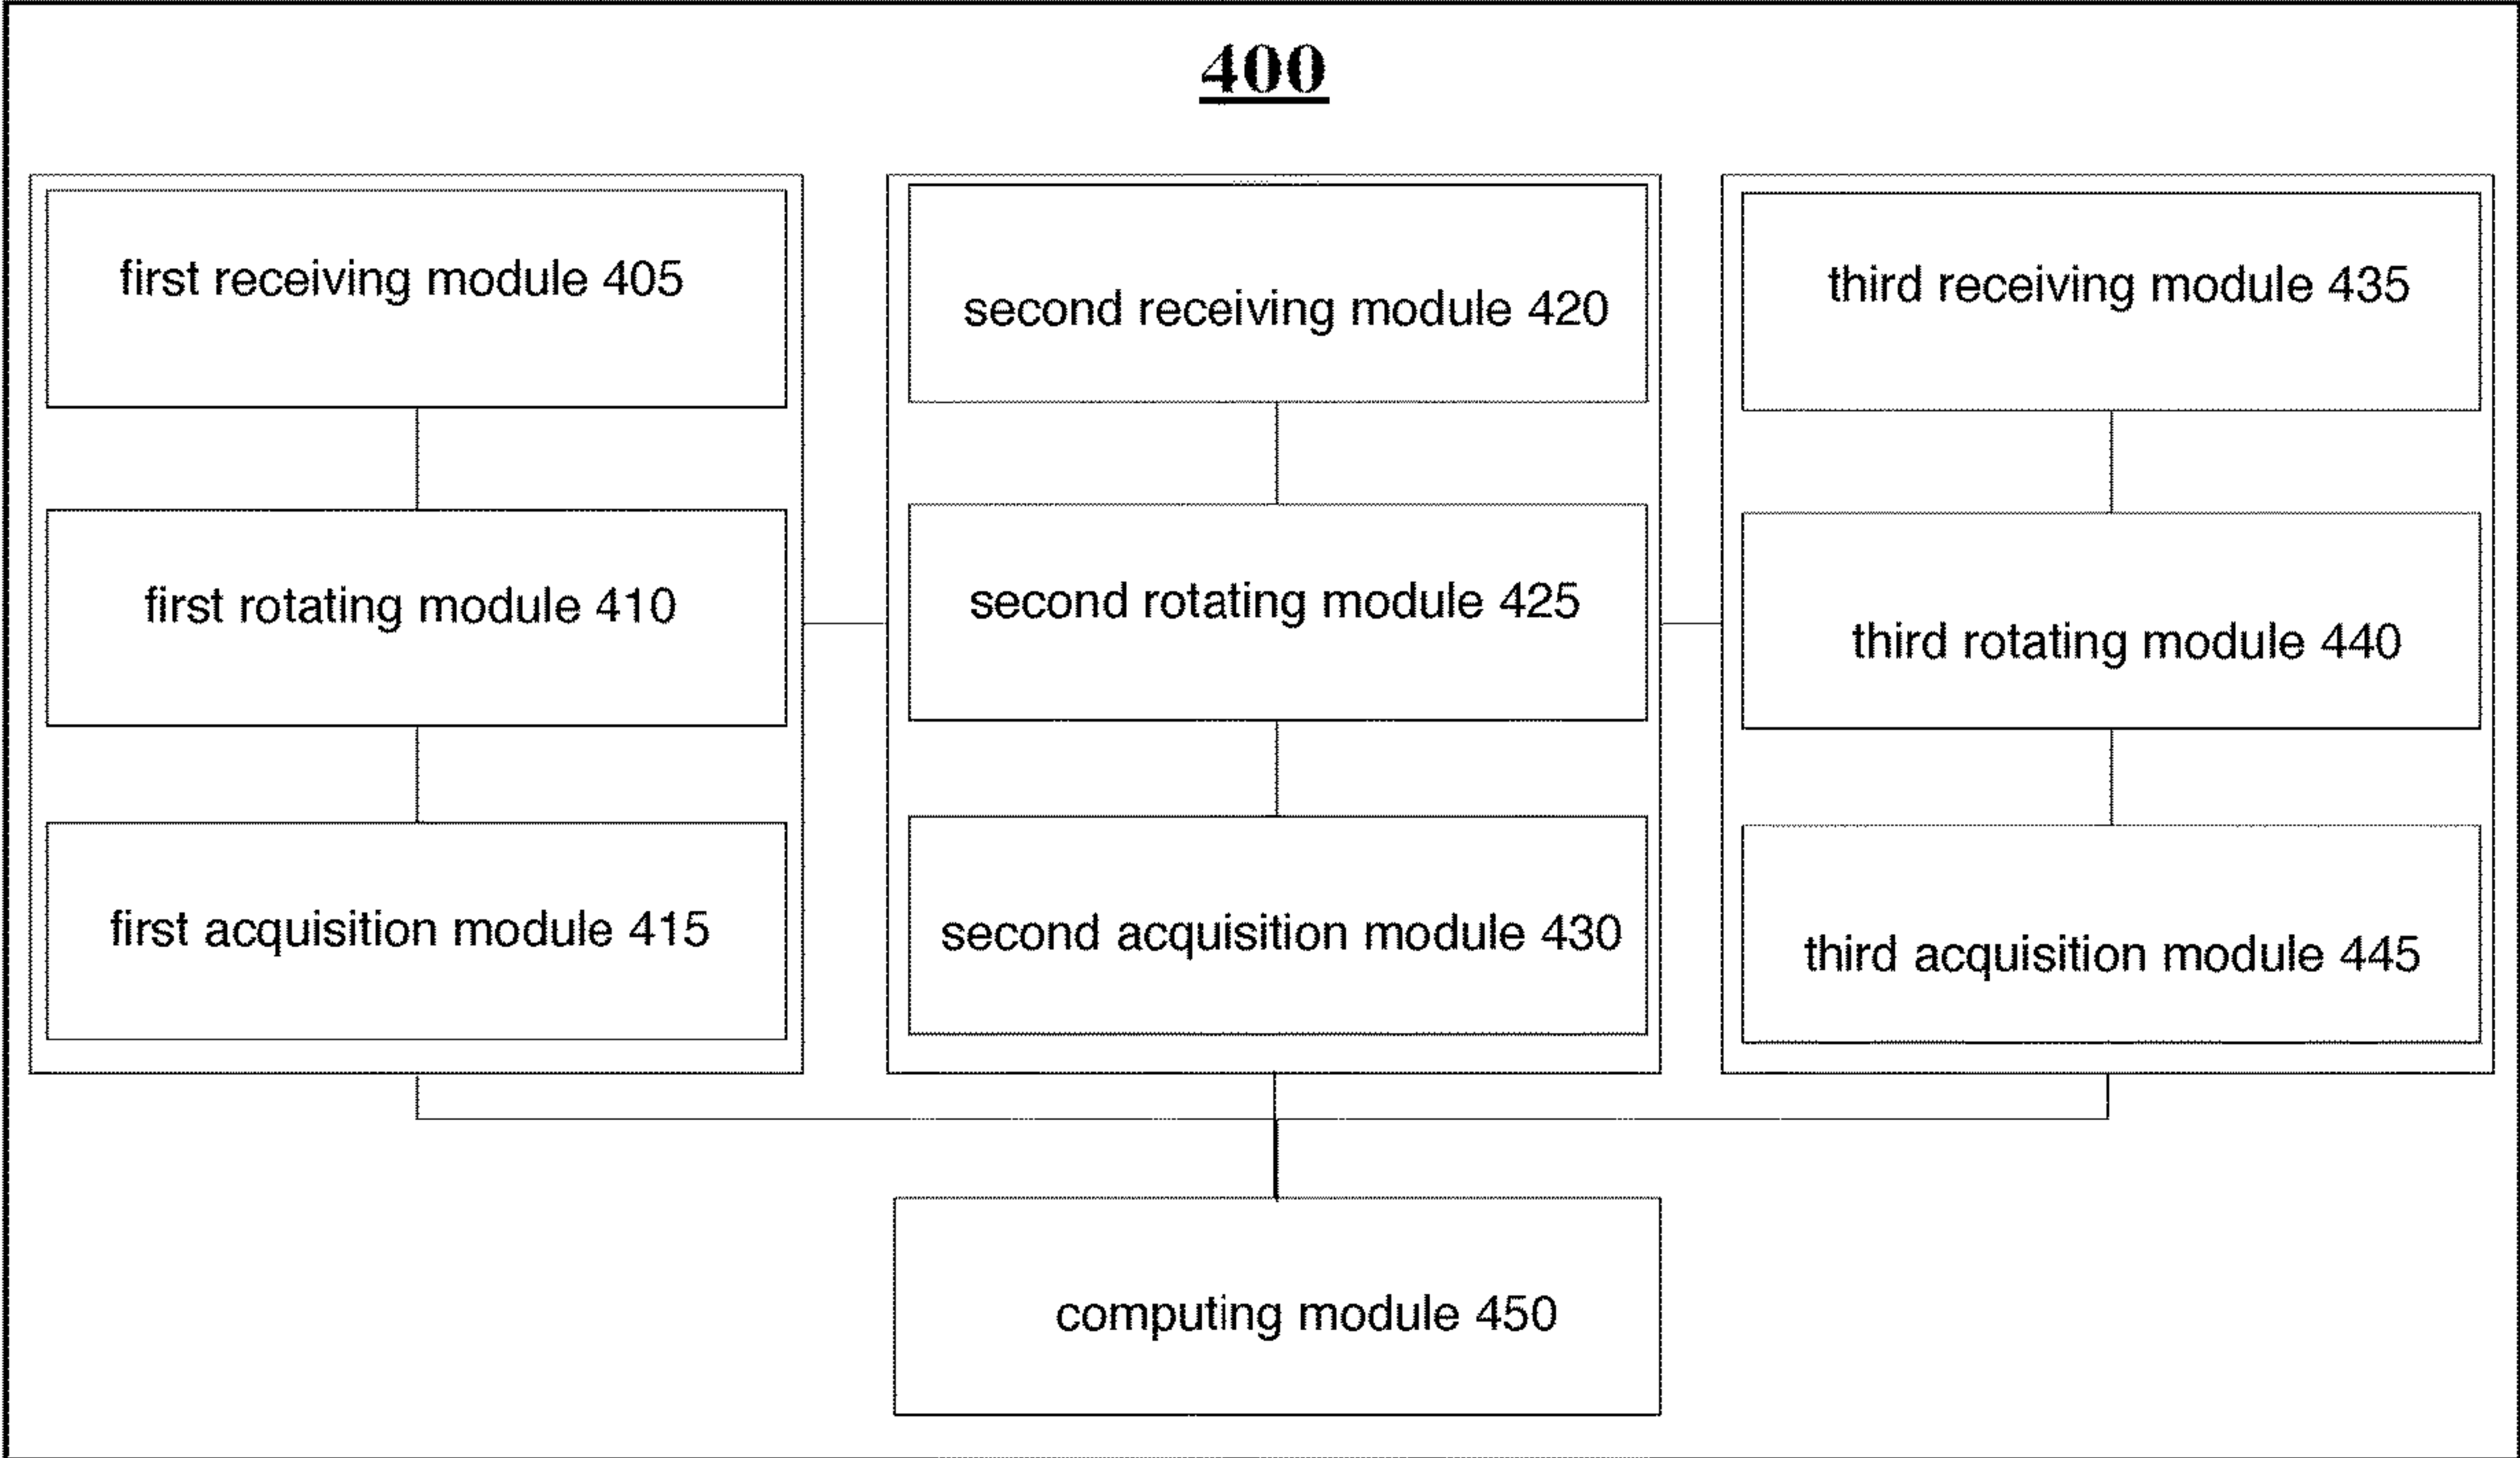 400
first receiving module 405
first rotating module 410
first acquisition module 415
second receiving module 420
second rotating module 425
second acquisition module 430
third receiving module 435
third rotating module 440
third acquisition module 445
computing module 450